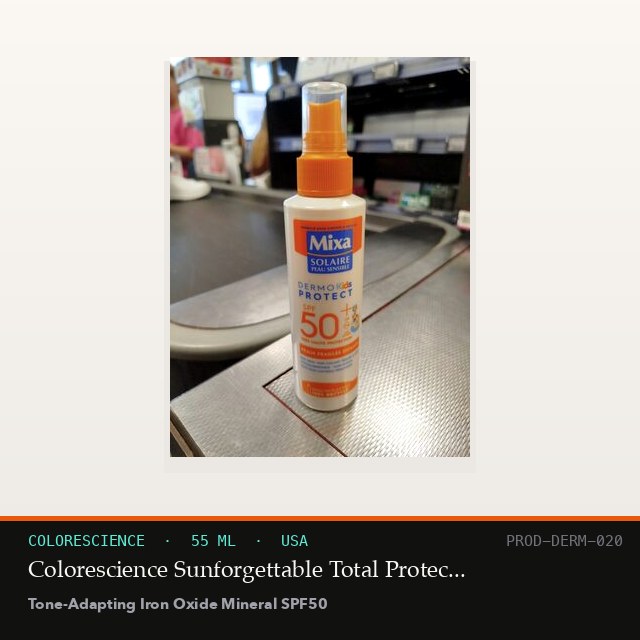 Mixa
SOLAIRE
PEAU SENSIBLE
DERMOKids
PROTECT
SPF
50+
COLORESCIENCE · 55 ML · USA
PROD–DERM–020
Colorescience Sunforgettable Total Protec...
Tone-Adapting Iron Oxide Mineral SPF50